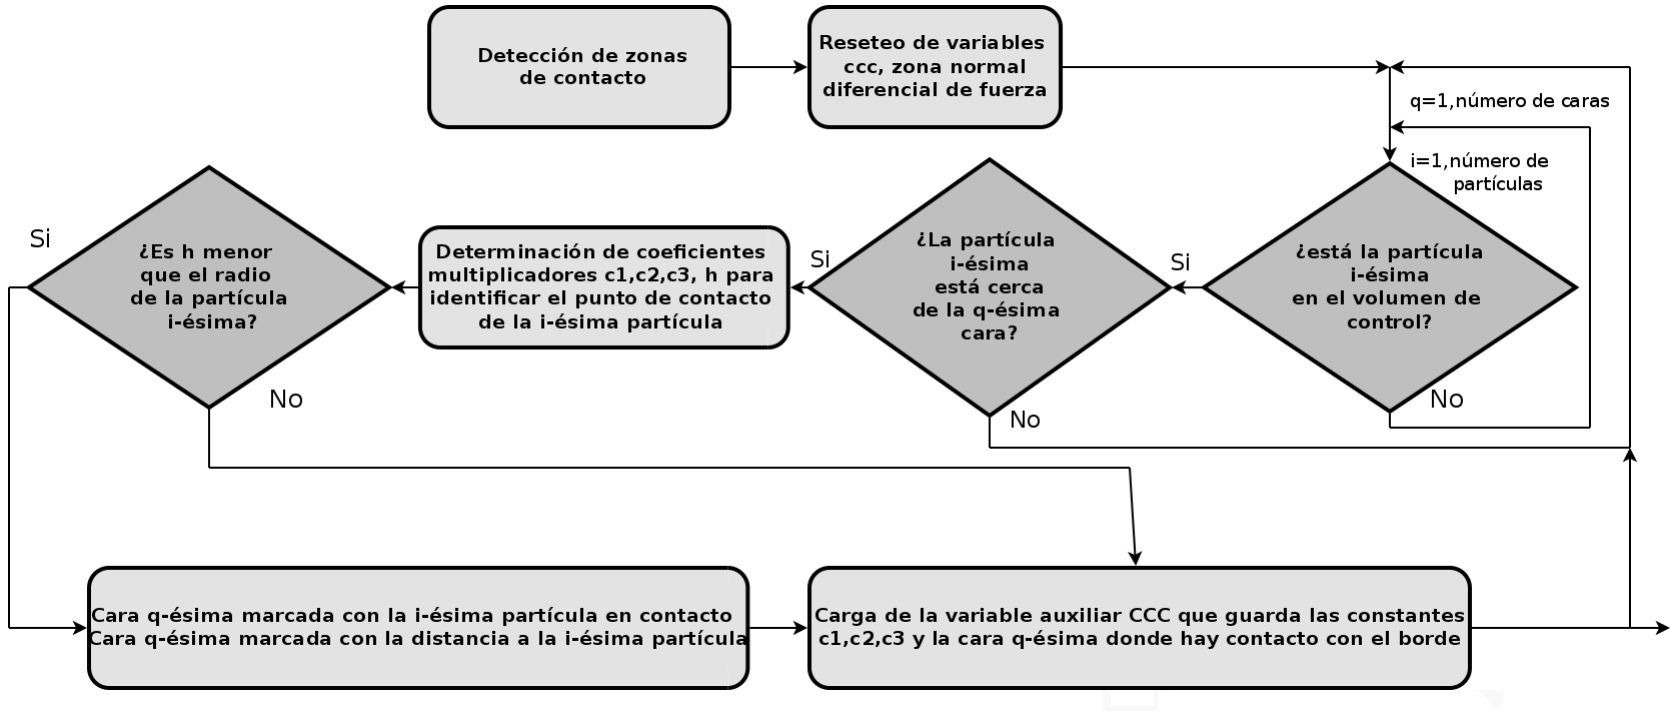 Detección de zonas
de contacto
Reseteo de variables
ccc, zona normal
diferencial de fuerza
q=1,número de caras
i=1,número de
partículas
¿está la partícula
i-ésima
en el volumen de
control?
Si
No
¿La partícula
i-ésima
está cerca
de la q-ésima
cara?
Si
No
Determinación de coeficientes
multiplicadores c1,c2,c3, h para
identificar el punto de contacto
de la i-ésima partícula
¿Es h menor
que el radio
de la partícula
i-ésima?
Si
No
Cara q-ésima marcada con la i-ésima partícula en contacto
Cara q-ésima marcada con la distancia a la i-ésima partícula
Carga de la variable auxiliar CCC que guarda las constantes
c1,c2,c3 y la cara q-ésima donde hay contacto con el borde